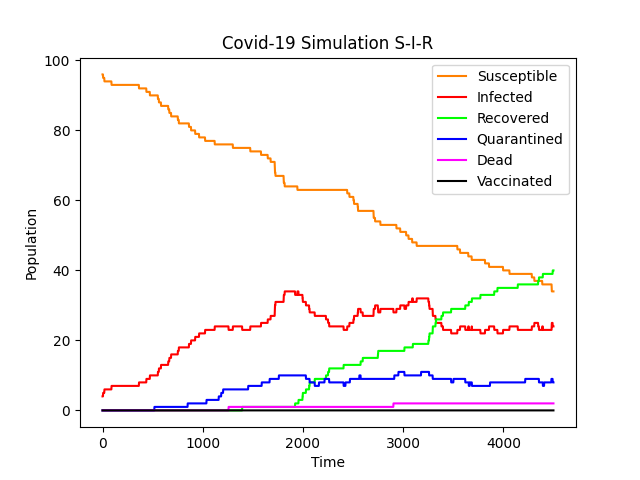 Covid-19 Simulation S-I-R
100
80
60
40
20
0
Population
Susceptible
Infected
Recovered
Quarantined
Dead
Vaccinated
0 1000 2000 3000 4000
Time